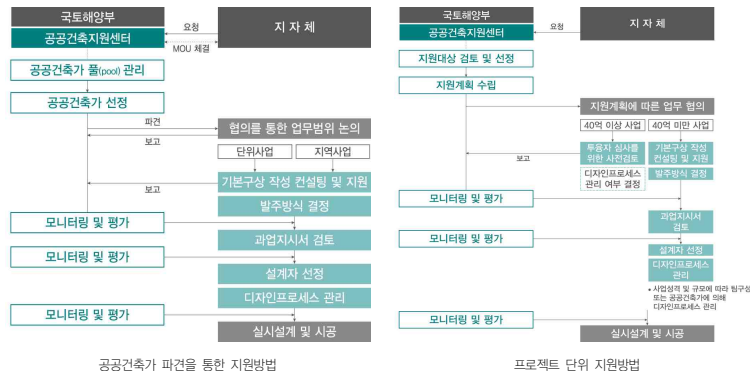 국토해양부
공공건축지원센터
지 자 체
요청
MOU 체결
공공건축가 풀(pool) 관리
공공건축가 선정
파견
보고
협의를 통한 업무범위 논의
단위사업
지역사업
보고
기본구상 작성 컨설팅 및 지원
발주방식 결정
모니터링 및 평가
과업지시서 검토
모니터링 및 평가
설계자 선정
디자인프로세스 관리
모니터링 및 평가
실시설계 및 시공
공공건축가 파견을 통한 지원방법
국토해양부
공공건축지원센터
지 자 체
요청
지원대상 검토 및 선정
지원계획 수립
지원계획에 따른 업무 협의
40억 이상 사업
40억 미만 사업
보고
투융자 심사를
위한 사전검토
기본구상 작성
컨설팅 및 지원
디자인프로세스
관리 여부 결정
발주방식 결정
모니터링 및 평가
과업지시서
검토
모니터링 및 평가
설계자 선정
디자인프로세스
관리
• 사업성격 및 규모에 따라 팀구성
또는 공공건축가에 의해
디자인프로세스 관리
모니터링 및 평가
실시설계 및 시공
프로젝트 단위 지원방법